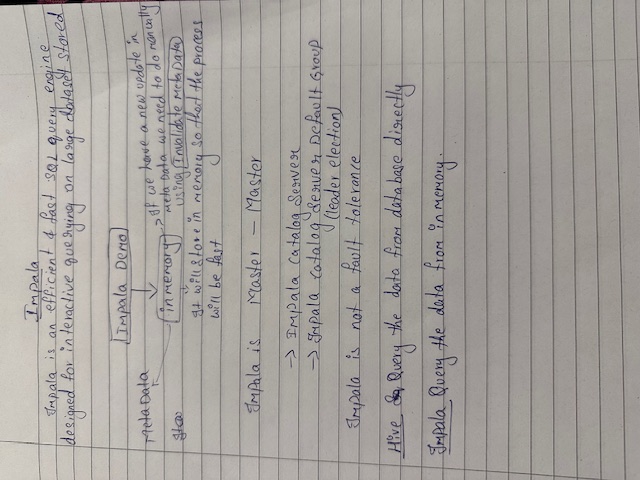 Impala
Impala is an efficient & fast SQL query engine
designed for interactive querying on large dataset stored
Impala Demo
MetaData
in memory
If we have a new update in
meta data we need to do manually
using Invalidate MetaData
It will store in memory so that the process
will be fast
Impala is Master - Master
-> Impala Catalog Server
-> Impala Catalog Server Default Group
(leader election)
Impala is not a fault tolerance
Hive Query the data from database directly
Impala Query the data from in memory.